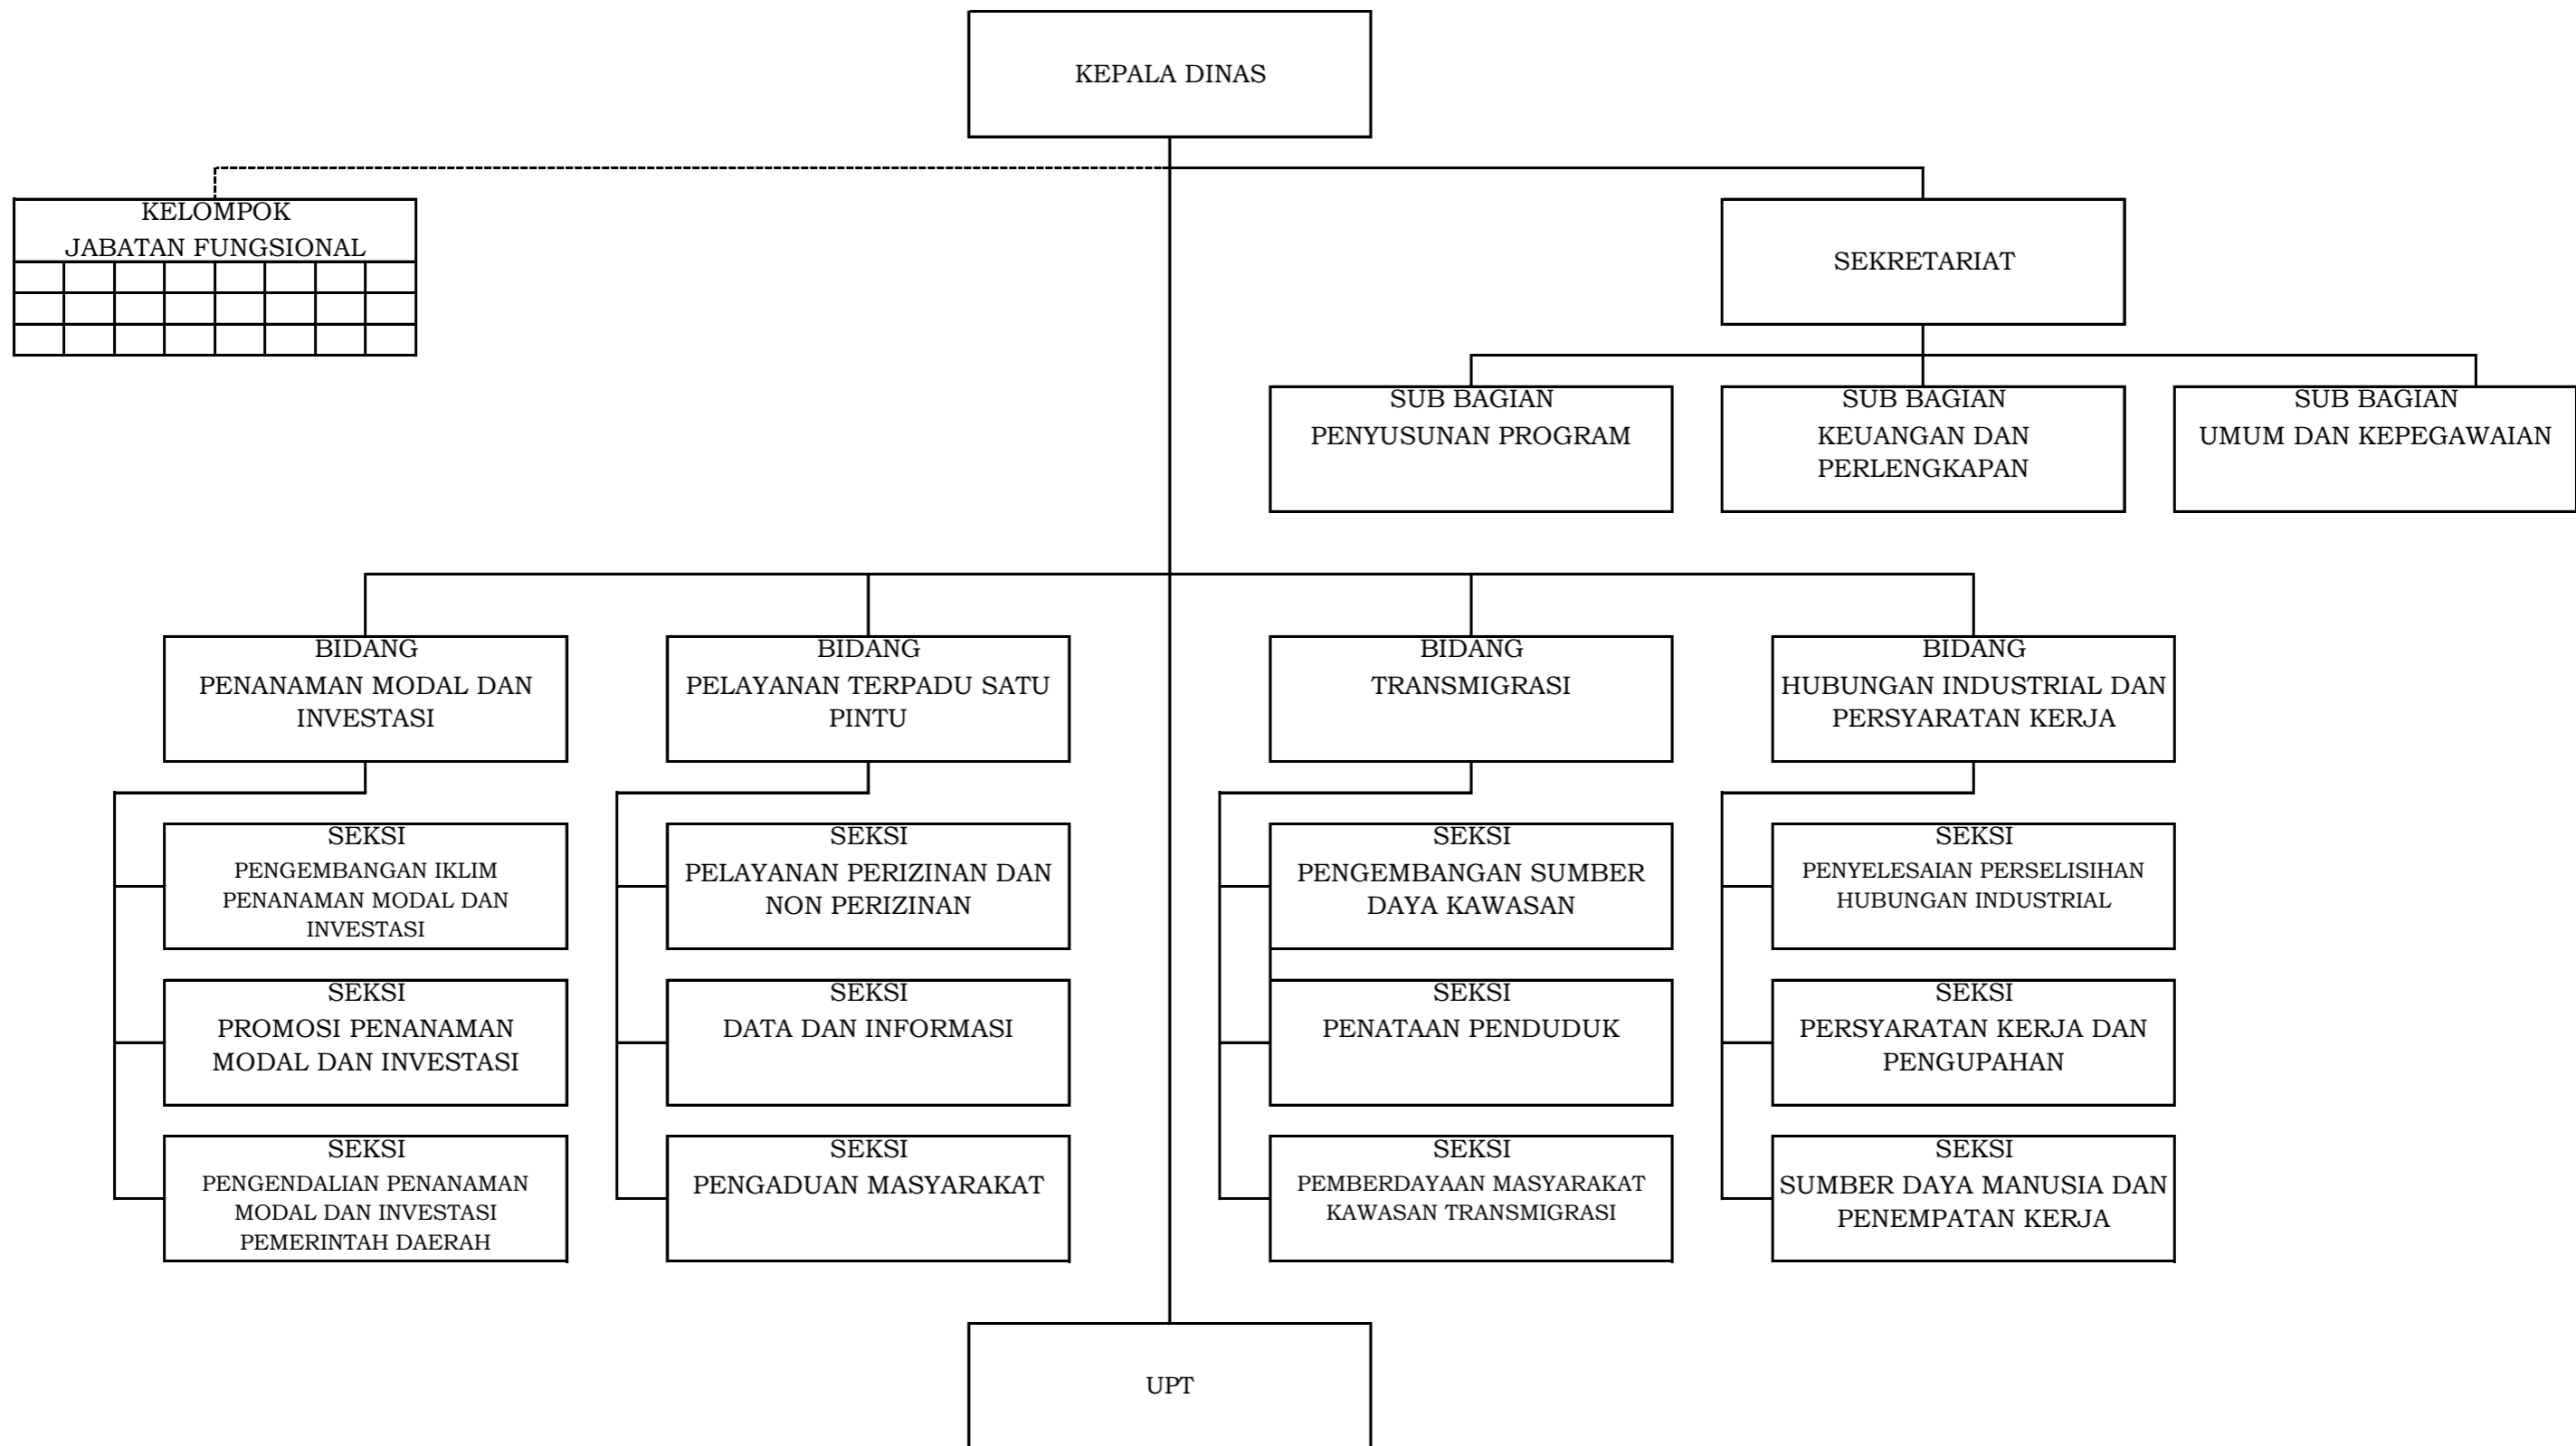 KEPALA DINAS
KELOMPOK
JABATAN FUNGSIONAL
SEKRETARIAT
SUB BAGIAN
PENYUSUNAN PROGRAM
SUB BAGIAN
KEUANGAN DAN
PERLENGKAPAN
SUB BAGIAN
UMUM DAN KEPEGAWAIAN
BIDANG
PENANAMAN MODAL DAN
INVESTASI
BIDANG
PELAYANAN TERPADU SATU
PINTU
BIDANG
TRANSMIGRASI
BIDANG
HUBUNGAN INDUSTRIAL DAN
PERSYARATAN KERJA
SEKSI
PENGEMBANGAN IKLIM
PENANAMAN MODAL DAN
INVESTASI
SEKSI
PELAYANAN PERIZINAN DAN
NON PERIZINAN
SEKSI
PENGEMBANGAN SUMBER
DAYA KAWASAN
SEKSI
PENYELESAIAN PERSELISIHAN
HUBUNGAN INDUSTRIAL
SEKSI
PROMOSI PENANAMAN
MODAL DAN INVESTASI
SEKSI
DATA DAN INFORMASI
SEKSI
PENATAAN PENDUDUK
SEKSI
PERSYARATAN KERJA DAN
PENGUPAHAN
SEKSI
PENGENDALIAN PENANAMAN
MODAL DAN INVESTASI
PEMERINTAH DAERAH
SEKSI
PENGADUAN MASYARAKAT
SEKSI
PEMBERDAYAAN MASYARAKAT
KAWASAN TRANSMIGRASI
SEKSI
SUMBER DAYA MANUSIA DAN
PENEMPATAN KERJA
UPT